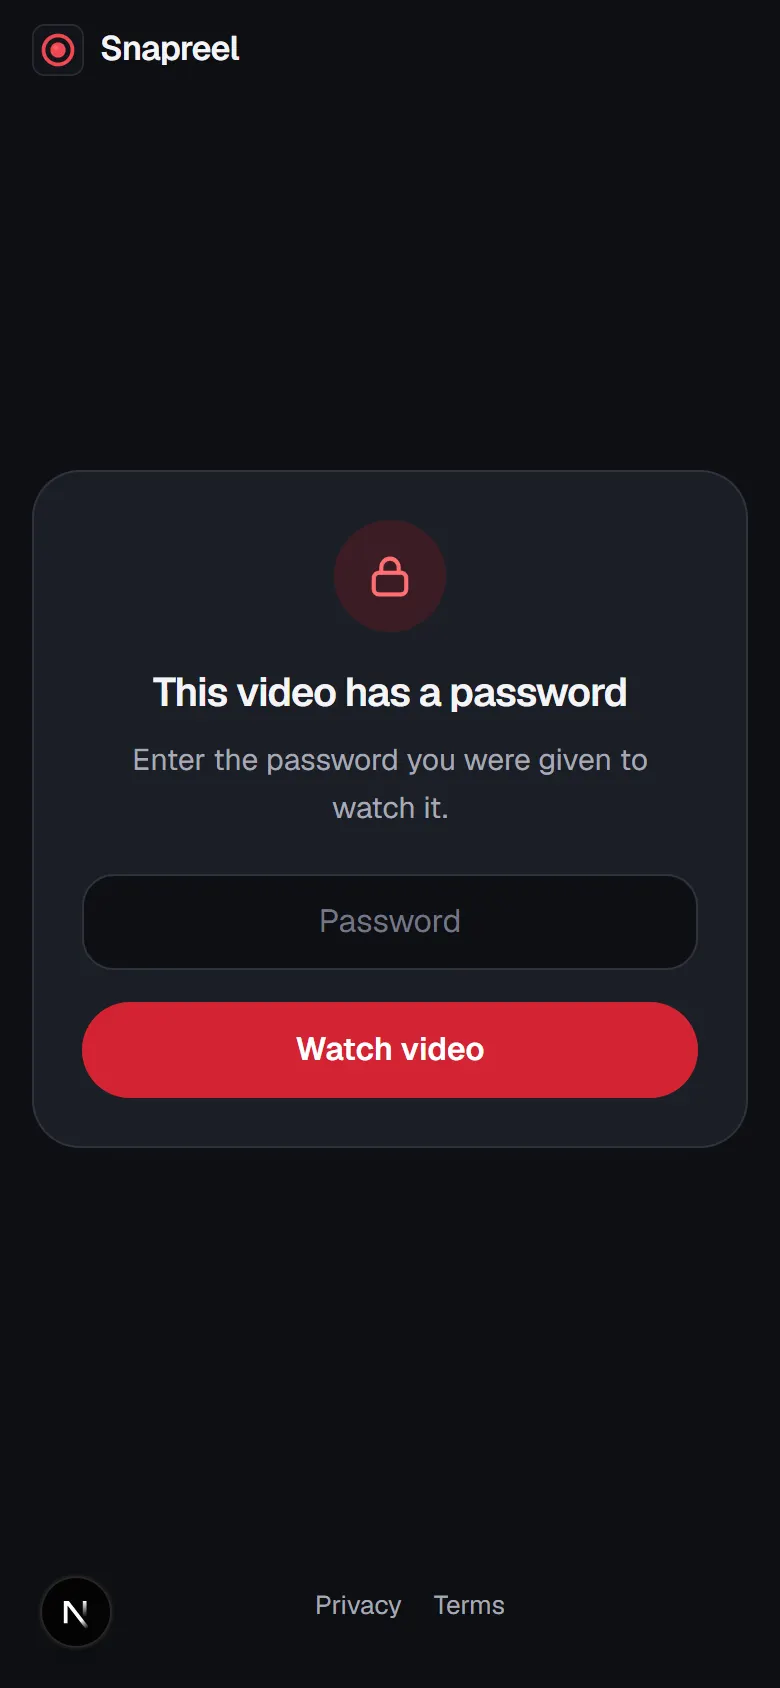 Snapreel
This video has a password
Enter the password you were given to
watch it.
Password
Watch video
N
Privacy Terms